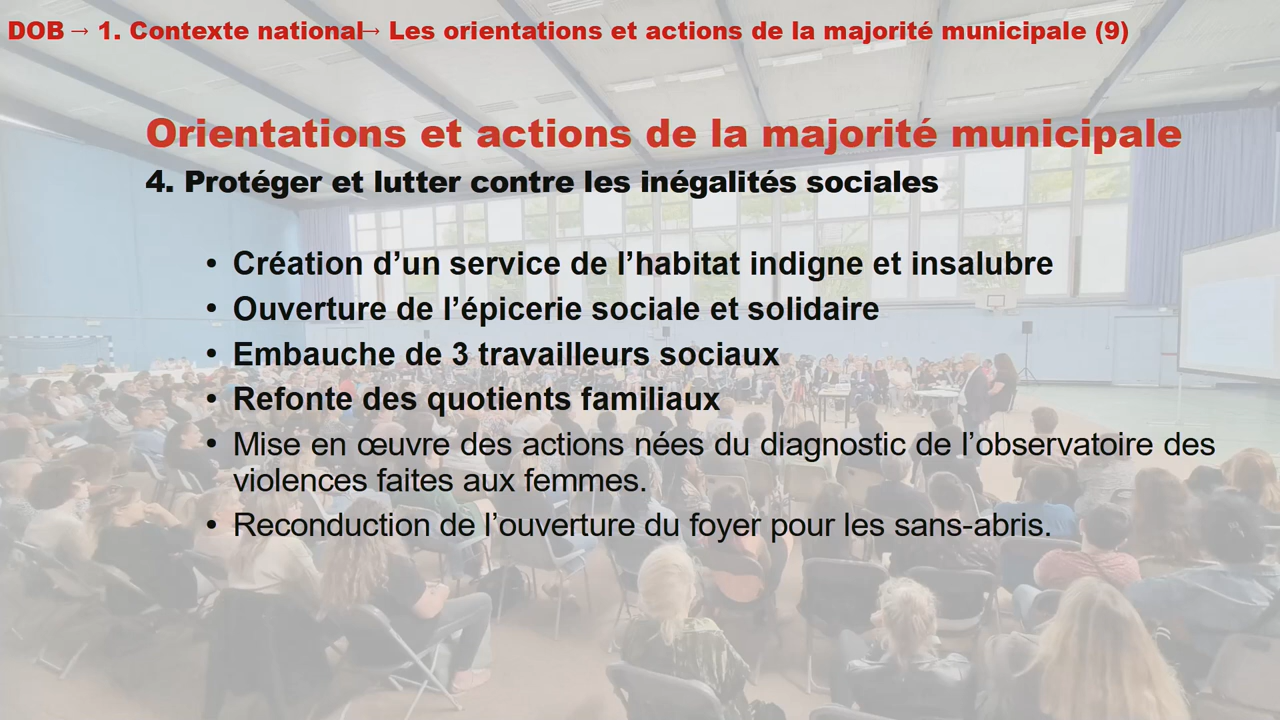 DOB → 1. Contexte national→ Les orientations et actions de la majorité municipale (9)
Orientations et actions de la majorité municipale
4. Protéger et lutter contre les inégalités sociales
• Création d’un service de l’habitat indigne et insalubre
• Ouverture de l’épicerie sociale et solidaire
• Embauche de 3 travailleurs sociaux
• Refonte des quotients familiaux
• Mise en œuvre des actions nées du diagnostic de l’observatoire des
violences faites aux femmes.
• Reconduction de l’ouverture du foyer pour les sans-abris.